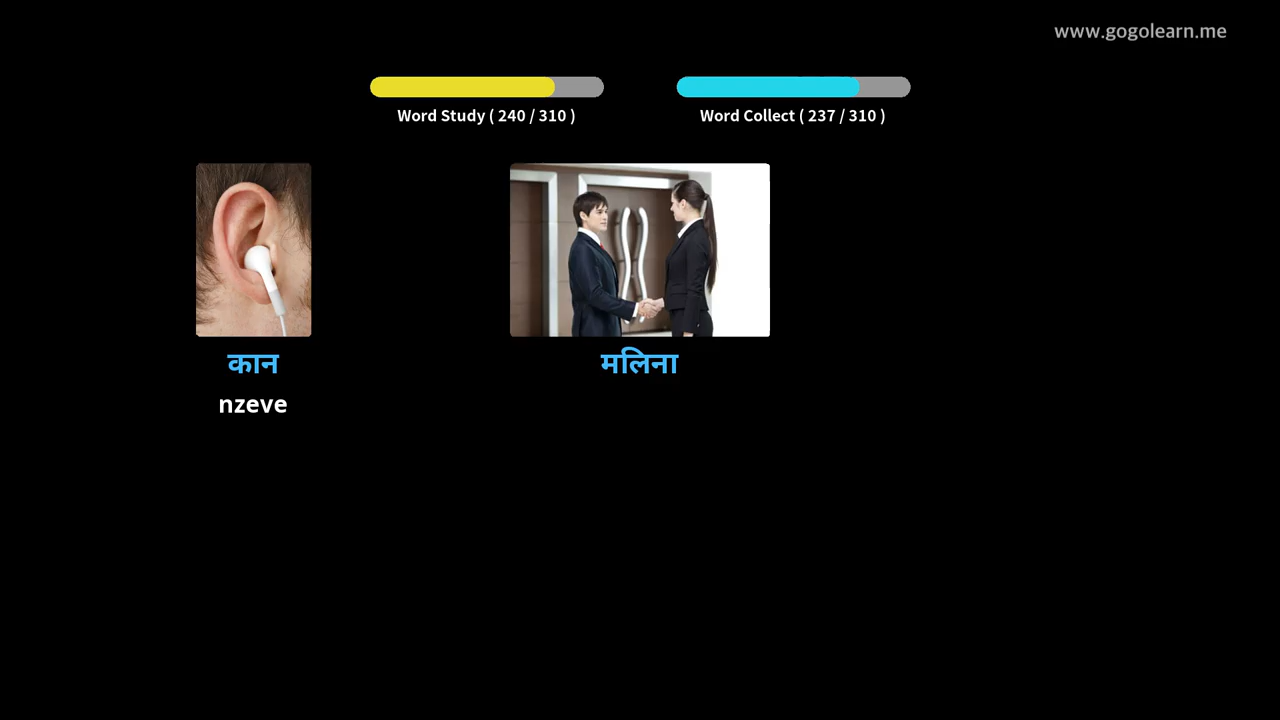 www.gogolearn.me
Word Study ( 240 / 310 )
Word Collect ( 237 / 310 )
कान
nzeve
मलिना